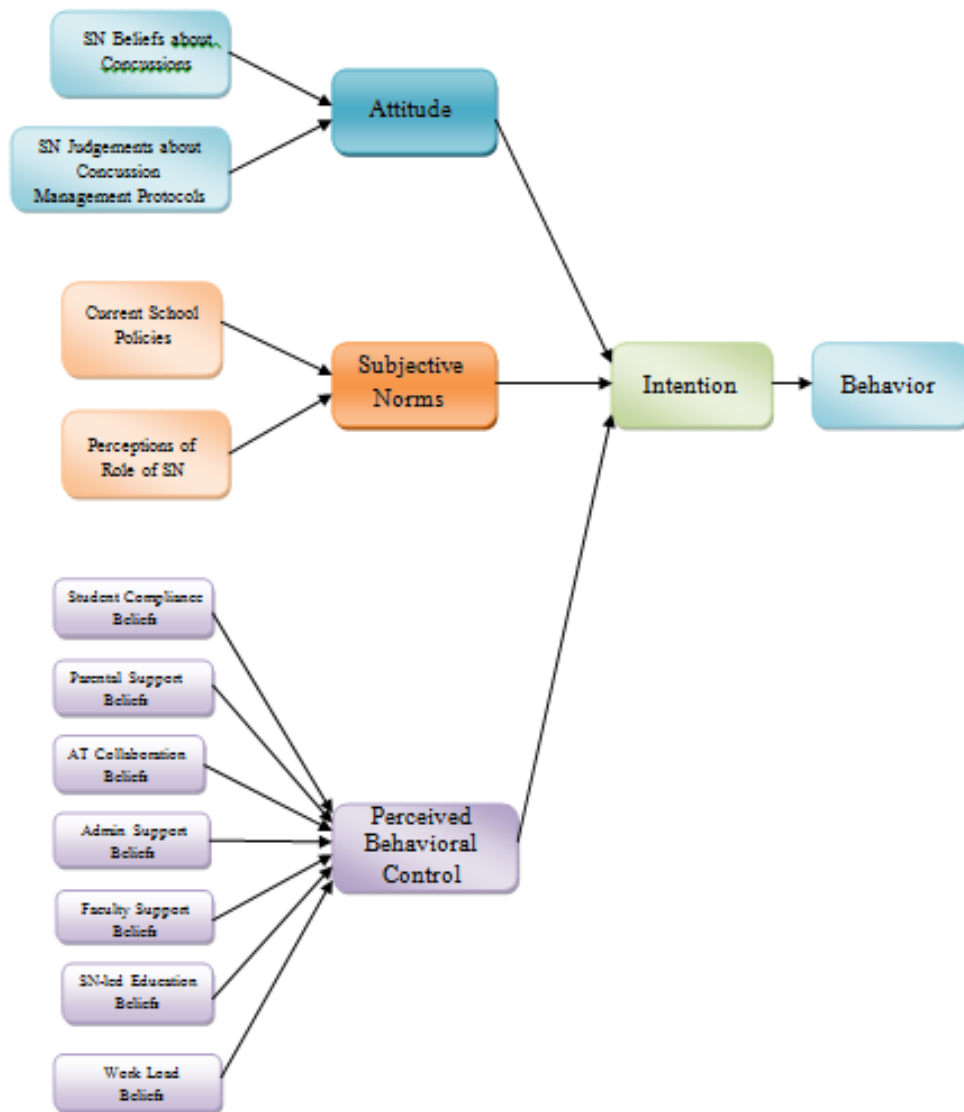 SN Beliefs about
Concussions
Attitude
SN Judgements about
Concussion
Management Protocols
Current School
Policies
Subjective
Norms
Intention
Behavior
Perceptions of
Role of SN
Student Compliance
Beliefs
Parental Support
Beliefs
AT Collaboration
Beliefs
Admin Support
Beliefs
Perceived
Behavioral
Control
Faculty Support
Beliefs
SN-led Education
Beliefs
Work Load
Beliefs